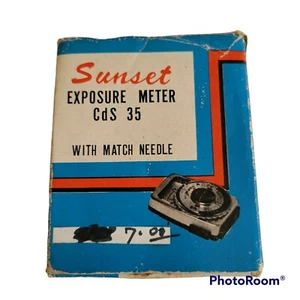 Sunset
EXPOSURE METER
CdS 35
WITH MATCH NEEDLE
7.00
PhotoRoom®